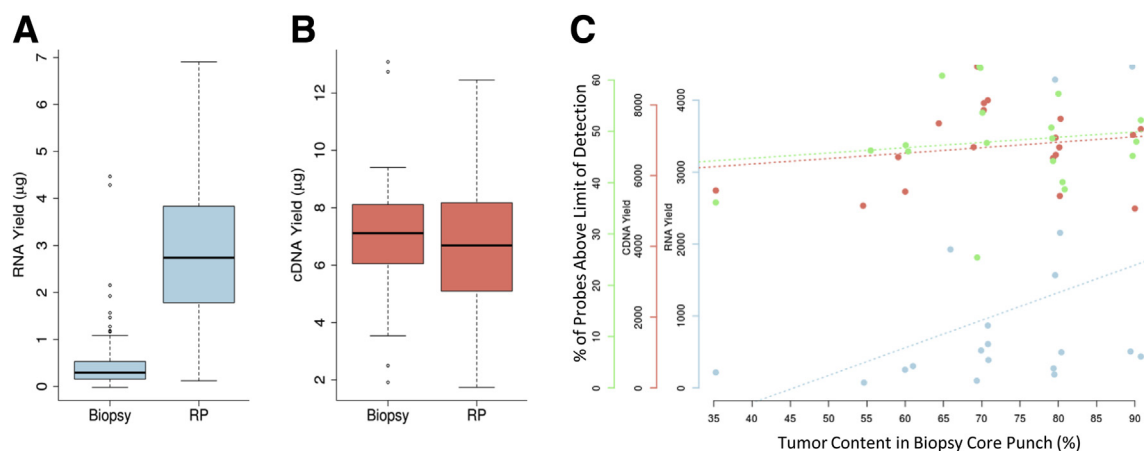 A
RNA Yield (µg)
7
6
5
4
3
2
1
0
Biopsy
RP
B
cDNA Yield (µg)
12
10
8
6
4
2
Biopsy
RP
C
% of Probes Above Limit of Detection
60
50
40
30
20
10
0
CDNA Yield
8000
6000
4000
2000
0
RNA Yield
4000
3000
2000
1000
0
35 40 45 50 55 60 65 70 75 80 85 90
Tumor Content in Biopsy Core Punch (%)